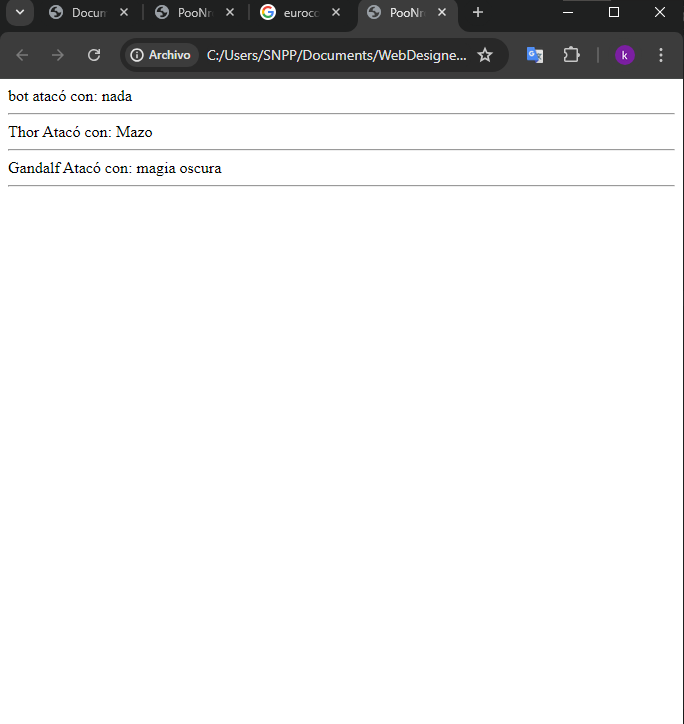 Docum
PooNr
euroco
PooNr
Archivo
C:/Users/SNPP/Documents/WebDesigne...
k
bot atacó con: nada
Thor Atacó con: Mazo
Gandalf Atacó con: magia oscura